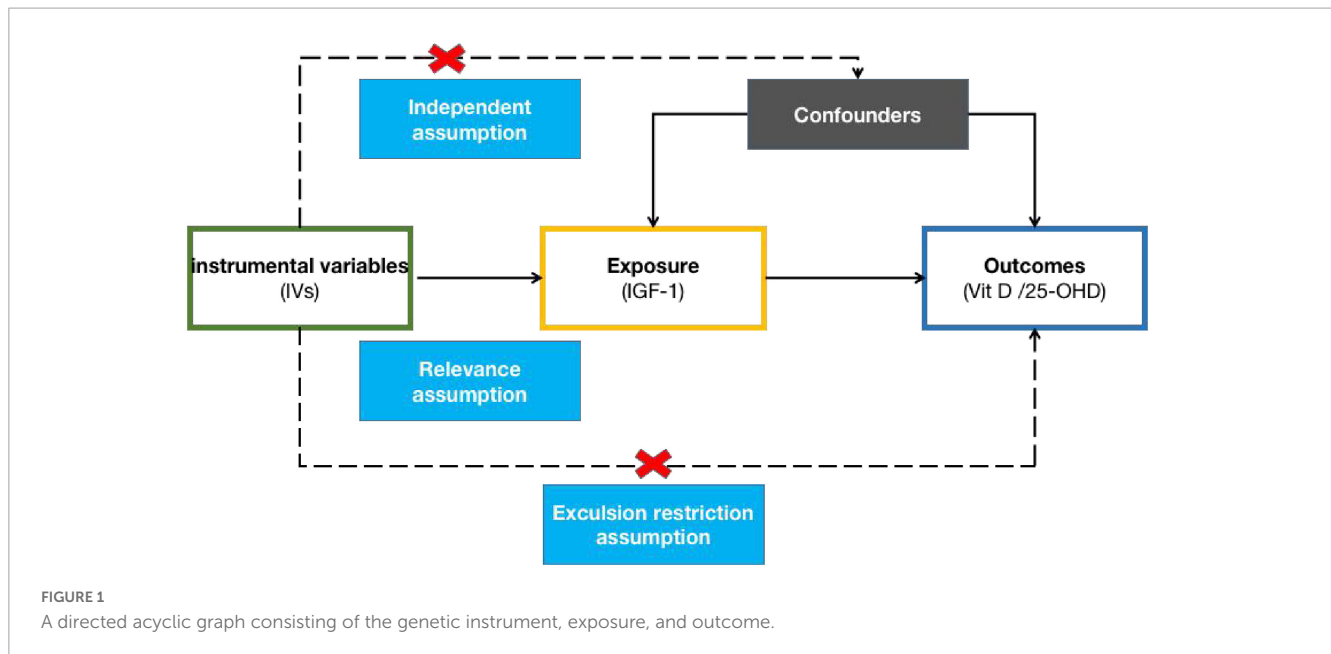 Independent
assumption
Confounders
instrumental variables
(IVs)
Exposure
(IGF-1)
Outcomes
(Vit D /25-OHD)
Relevance
assumption
Exculsion restriction
assumption
FIGURE 1
A directed acyclic graph consisting of the genetic instrument, exposure, and outcome.